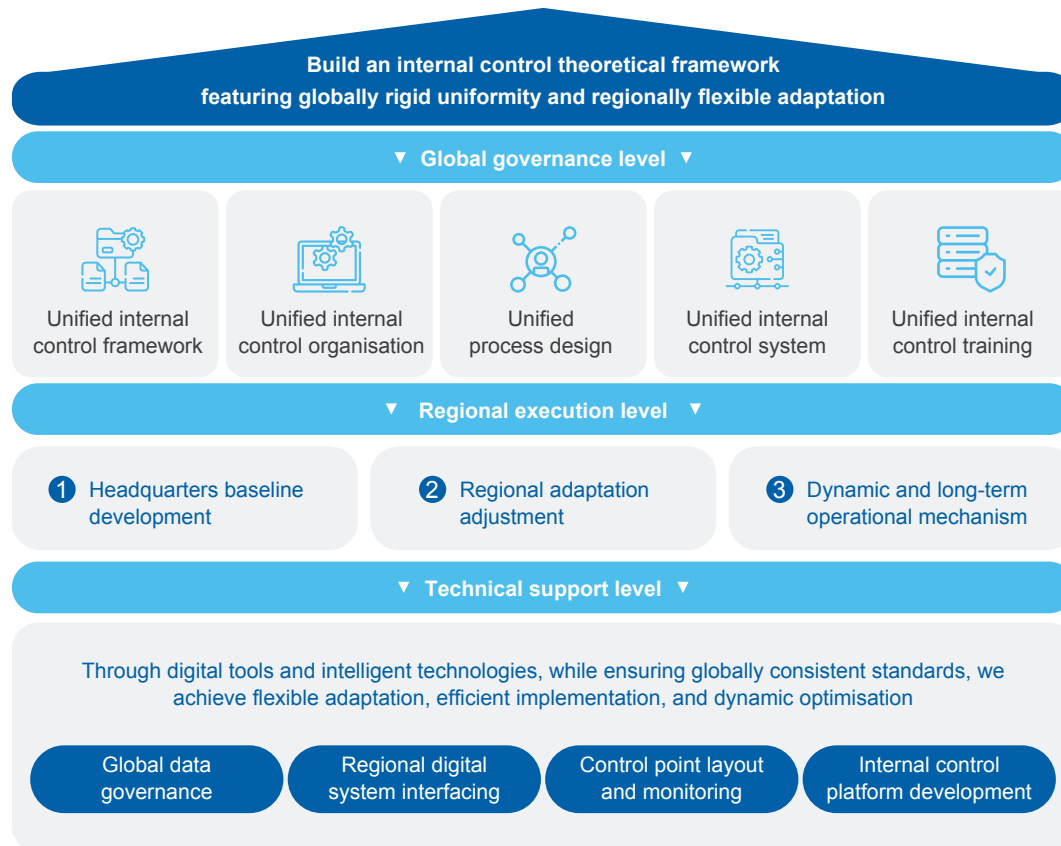 Build an internal control theoretical framework
featuring globally rigid uniformity and regionally flexible adaptation
▼ Global governance level ▼
Unified internal
control framework
Unified internal
control organisation
Unified
process design
Unified internal
control system
Unified internal
control training
▼ Regional execution level ▼
1 Headquarters baseline
development
2 Regional adaptation
adjustment
3 Dynamic and long-term
operational mechanism
▼ Technical support level ▼
Through digital tools and intelligent technologies, while ensuring globally consistent standards, we
achieve flexible adaptation, efficient implementation, and dynamic optimisation
Global data
governance
Regional digital
system interfacing
Control point layout
and monitoring
Internal control
platform development